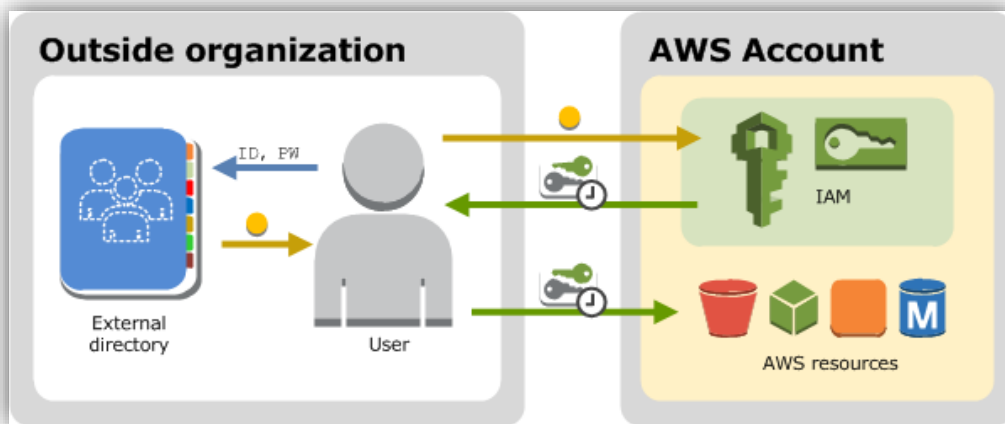 Outside organization
AWS Account
ID, PW
IAM
External
directory
User
M
AWS resources